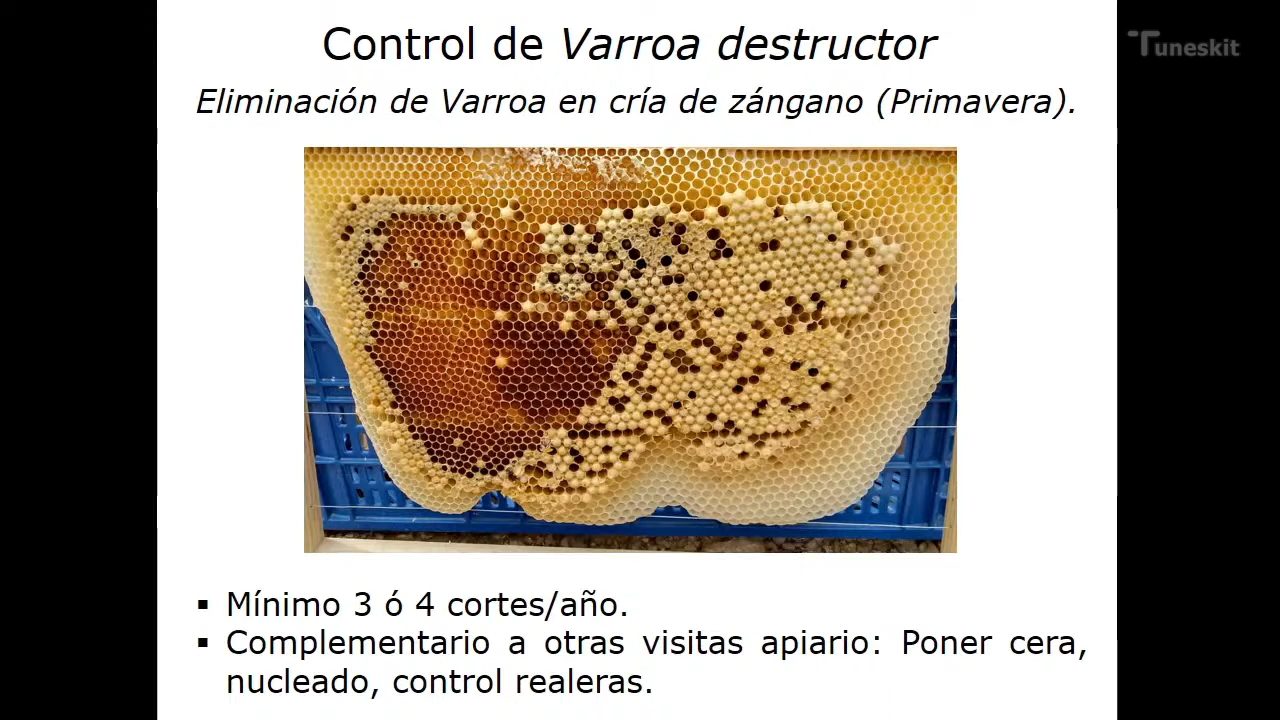 Control de Varroa destructor
Tuneskit
Eliminación de Varroa en cría de zángano (Primavera).
▪ Mínimo 3 ó 4 cortes/año.
▪ Complementario a otras visitas apiario: Poner cera,
nucleado, control realeras.